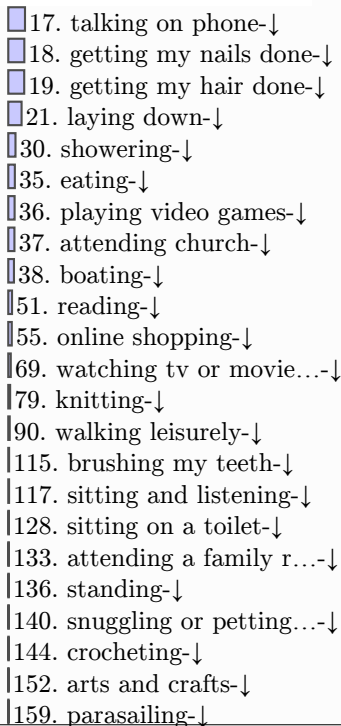 17. talking on phone-↓
18. getting my nails done-↓
19. getting my hair done-↓
21. laying down-↓
30. showering-↓
35. eating-↓
36. playing video games-↓
37. attending church-↓
38. boating-↓
51. reading-↓
55. online shopping-↓
69. watching tv or movie...-↓
79. knitting-↓
90. walking leisurely-↓
115. brushing my teeth-↓
117. sitting and listening-↓
128. sitting on a toilet-↓
133. attending a family r...-↓
136. standing-↓
140. snuggling or petting...-↓
144. crocheting-↓
152. arts and crafts-↓
159. parasailing-↓